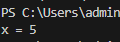 PS C:\Users\admin
x = 5